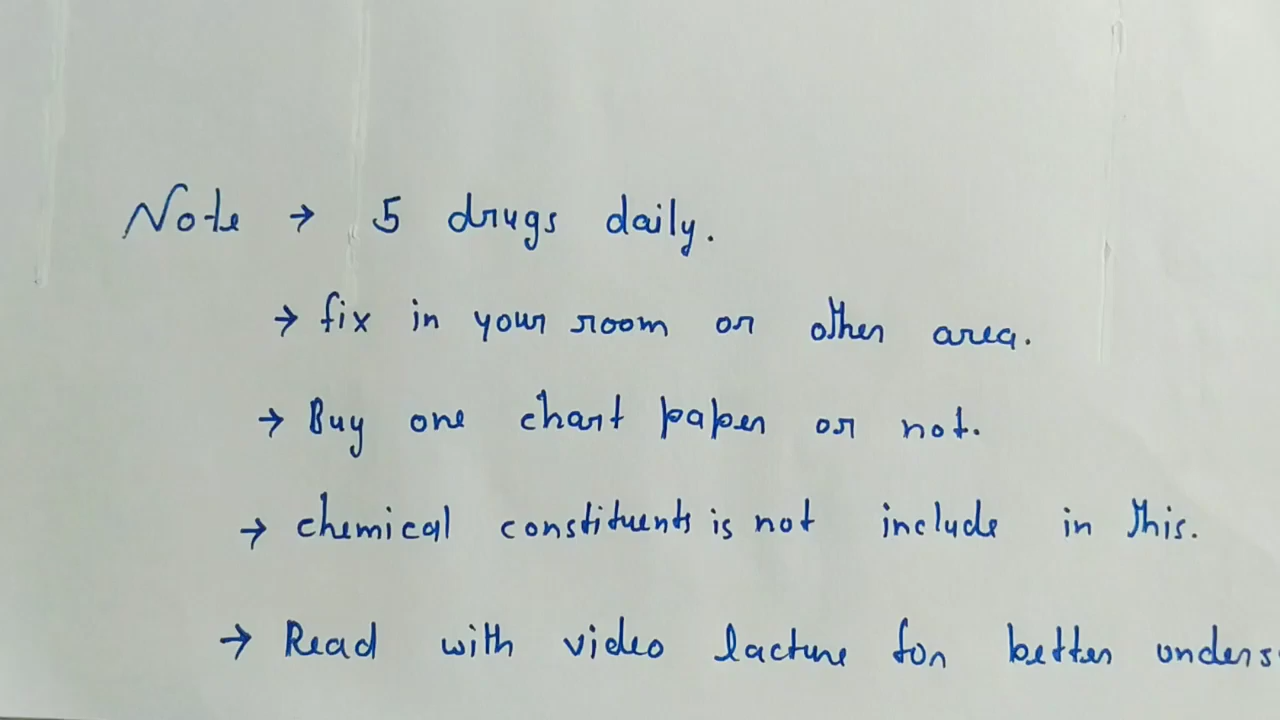 Note → 5 drugs daily.
→ fix in your room or other area.
→ Buy one chart paper or not.
→ chemical constituents is not include in this.
→ Read with video lacture for better unders